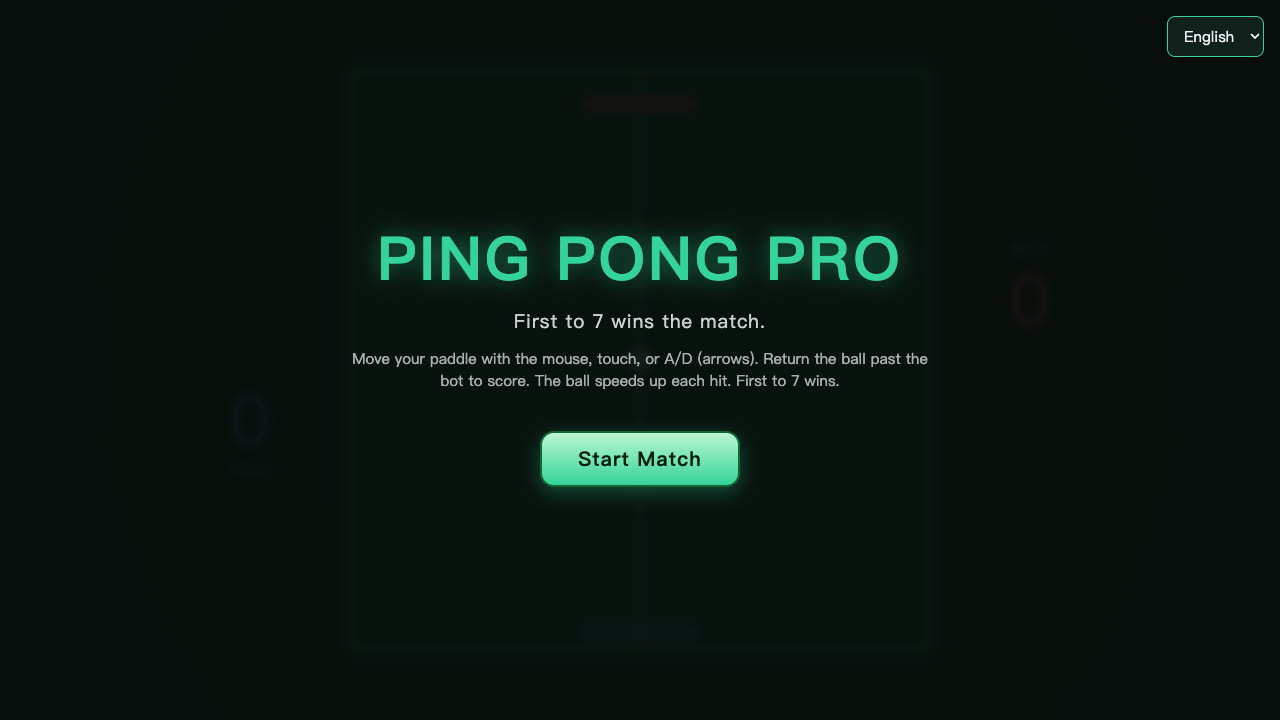 English
PING PONG PRO
First to 7 wins the match.
Move your paddle with the mouse, touch, or A/D (arrows). Return the ball past the
bot to score. The ball speeds up each hit. First to 7 wins.
Start Match
0
0